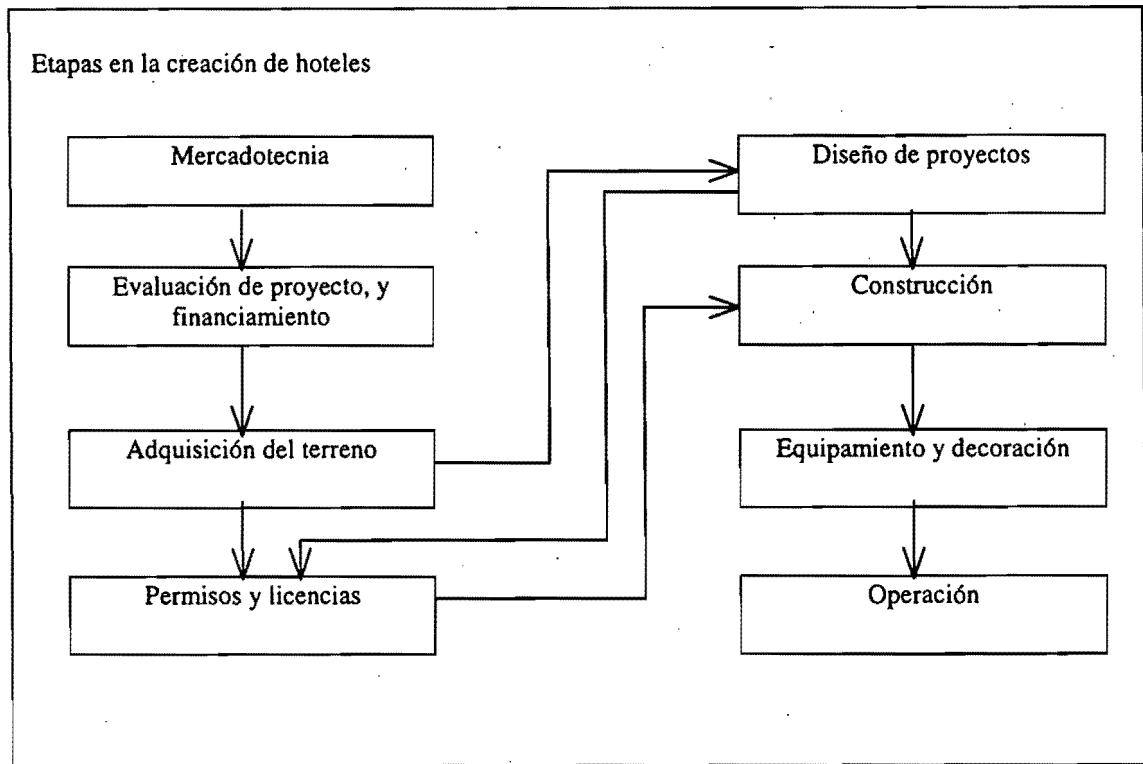 Etapas en la creación de hoteles
Mercadotecnia
Evaluación de proyecto, y
financiamiento
Adquisición del terreno
Permisos y licencias
Diseño de proyectos
Construcción
Equipamiento y decoración
Operación